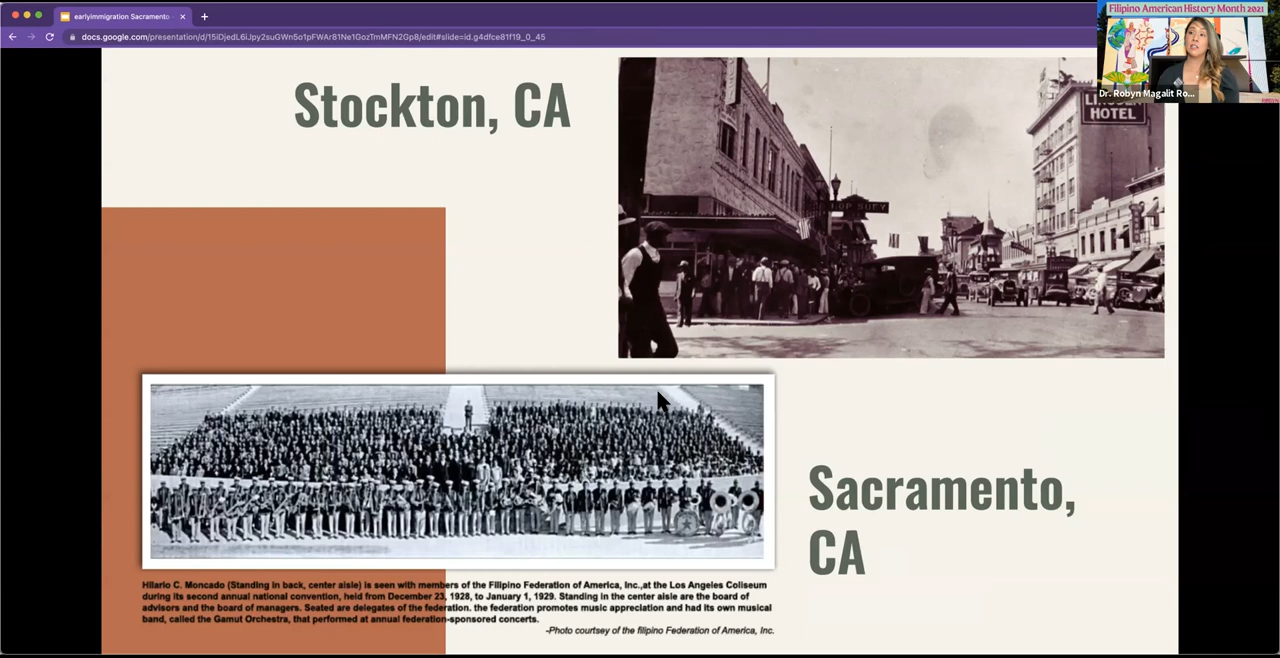 earlyimmigration Sacramento
docs.google.com/presentation/d/15iDjedL6iJpy2suGWn5o1pFWAr81Ne1GozTmMFN2Gp8/edit#slide=id.g4dfce81f19_0_45
Filipino American History Month 2021
Dr. Robyn Magalit Ro...
Stockton, CA
HOTEL
CHOP SUEY
Sacramento,
CA
Hilario C. Moncado (Standing in back, center aisle) is seen with members of the Filipino Federation of America, Inc.,at the Los Angeles Coliseum
during its second annual national convention, held from December 23, 1928, to January 1, 1929. Standing in the center aisle are the board of
advisors and the board of managers. Seated are delegates of the federation. the federation promotes music appreciation and had its own musical
band, called the Gamut Orchestra, that performed at annual federation-sponsored concerts.
-Photo courtsey of the filipino Federation of America, Inc.